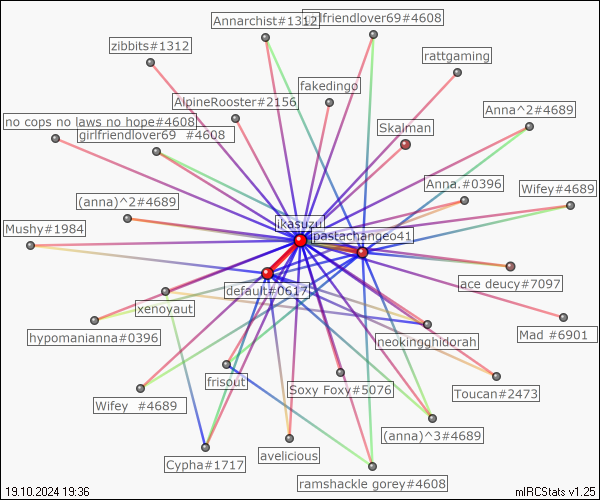 Annarchist#1312
girlfriendlover69#4608
zibbits#1312
rattgaming
fakedingo
AlpineRooster#2156
Anna^2#4689
no cops no laws no hope#4608
Skalman
girlfriendlover69 #4608
Anna.#0396
Wifey#4689
(anna)^2#4689
ikasuzu
Mushy#1984
pastachangeo41
ace deucy#7097
default#0617
xenoyaut
hypomanianna#0396
Mad #6901
neokingghidorah
frisout
Soxy Foxy#5076
Toucan#2473
Wifey #4689
(anna)^3#4689
avelicious
Cypha#1717
ramshackle gorey#4608
19.10.2024 19:36
mIRCStats v1.25